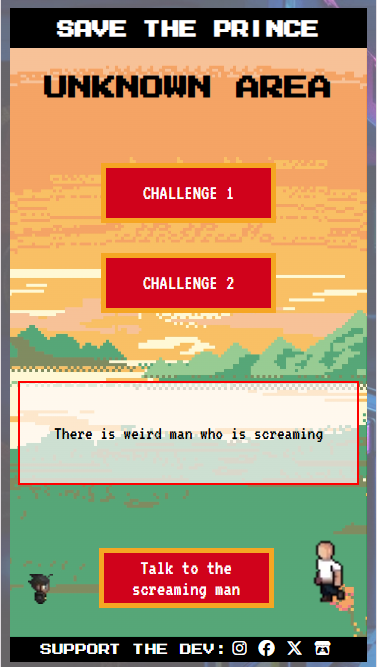 SAVE THE PRINCE
UNKNOWN AREA
CHALLENGE 1
CHALLENGE 2
There is weird man who is screaming
Talk to the
screaming man
SUPPORT THE DEV: